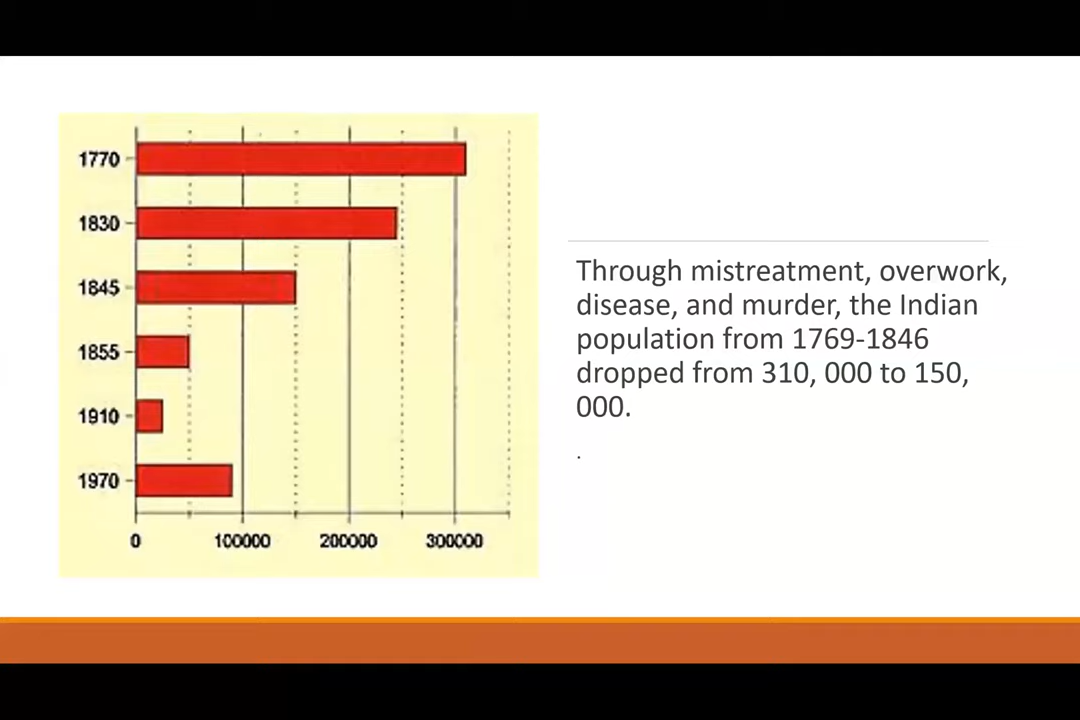 1770
1830
1845
1855
1910
1970
0 100000 200000 300000
Through mistreatment, overwork,
disease, and murder, the Indian
population from 1769-1846
dropped from 310, 000 to 150,
000.
.